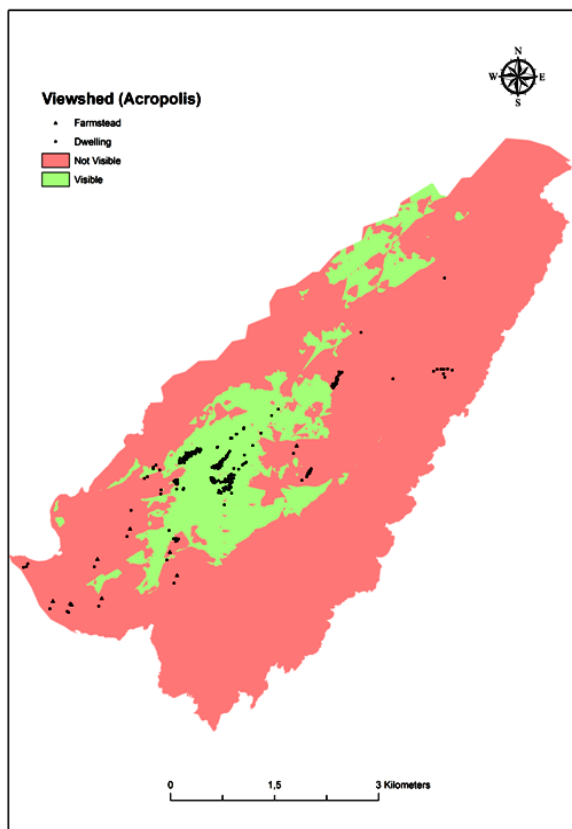 N
W E
S
Viewshed (Acropolis)
Farmstead
Dwelling
Not Visible
Visible
0 1,5 3 Kilometers